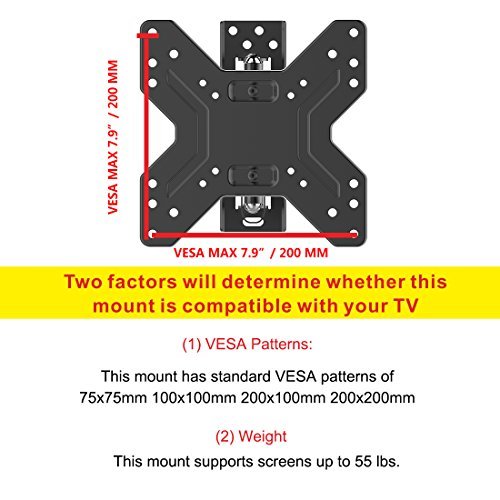 VESA MAX 7.9" / 200 MM
VESA MAX 7.9" / 200 MM
Two factors will determine whether this
mount is compatible with your TV
(1) VESA Patterns:
This mount has standard VESA patterns of
75x75mm 100x100mm 200x100mm 200x200mm
(2) Weight
This mount supports screens up to 55 lbs.